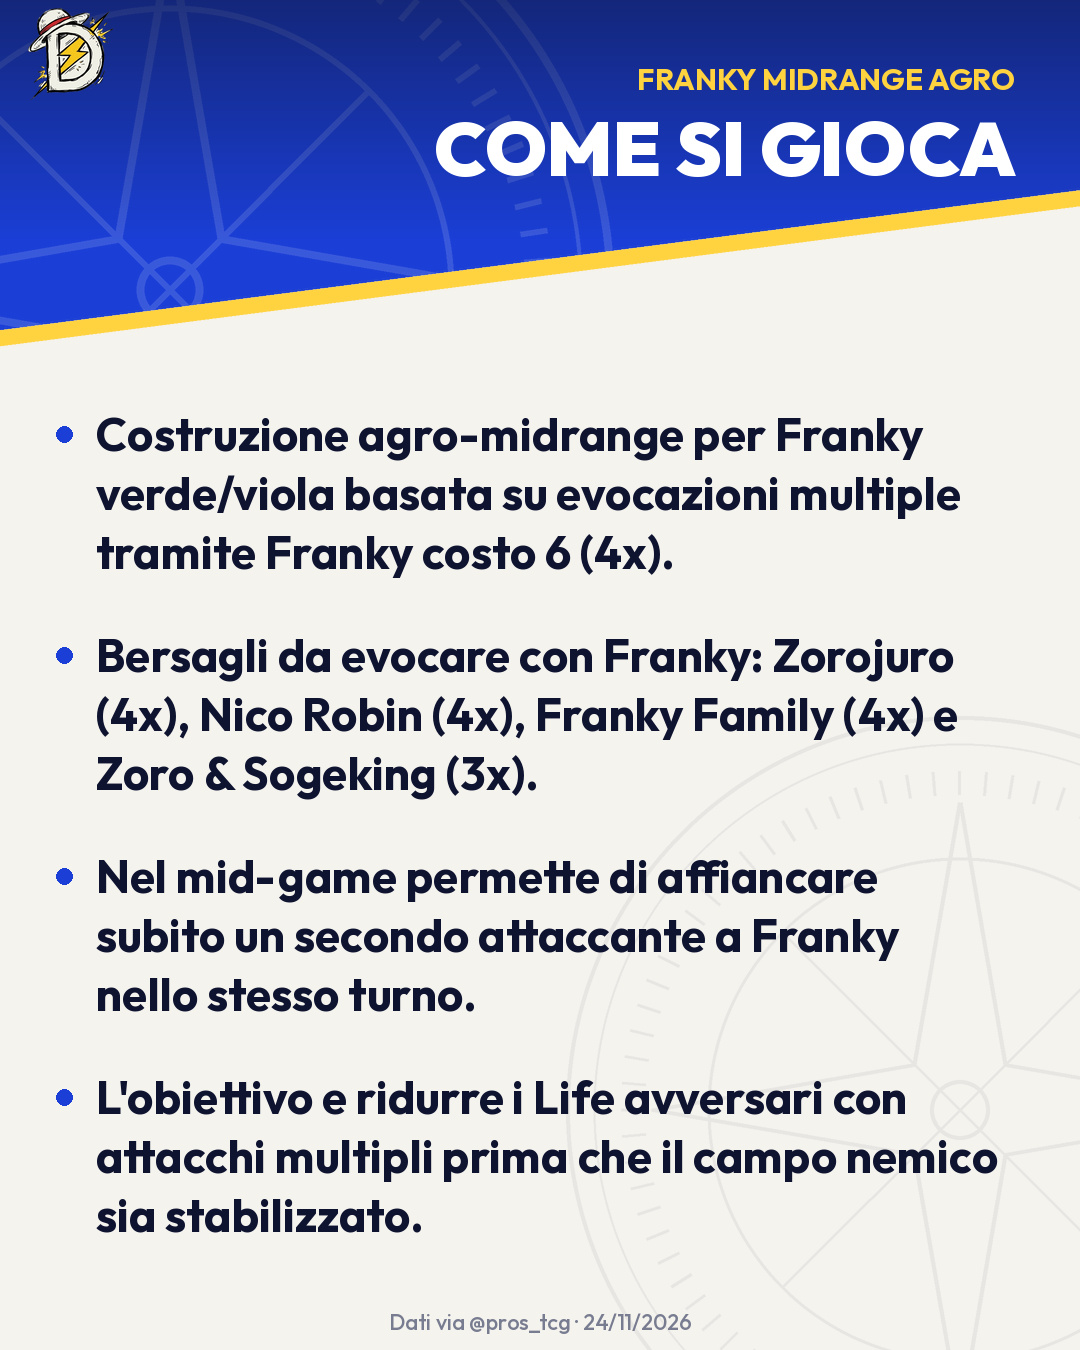 D
FRANKY MIDRANGE AGRO
COME SI GIOCA
• Costruzione agro-midrange per Franky
verde/viola basata su evocazioni multiple
tramite Franky costo 6 (4x).
• Bersagli da evocare con Franky: Zorojuro
(4x), Nico Robin (4x), Franky Family (4x) e
Zoro & Sogeking (3x).
• Nel mid-game permette di affiancare
subito un secondo attaccante a Franky
nello stesso turno.
• L'obiettivo e ridurre i Life avversari con
attacchi multipli prima che il campo nemico
sia stabilizzato.
Dati via @pros_tcg · 24/11/2026